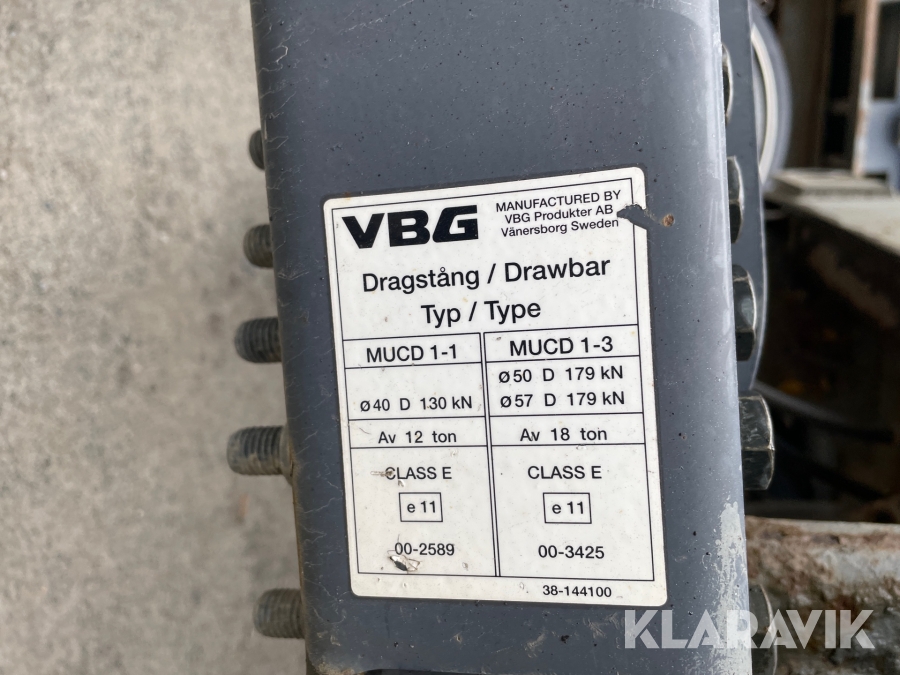 VBG
MANUFACTURED BY
VBG Produkter AB
Vänersborg Sweden
Dragstång / Drawbar
Typ / Type
MUCD 1-1
ø40 D 130 kN
Av 12 ton
CLASS E
e 11
00-2589
MUCD 1-3
ø50 D 179 kN
ø57 D 179 kN
Av 18 ton
CLASS E
e 11
00-3425
38-144100
KLARAVIK